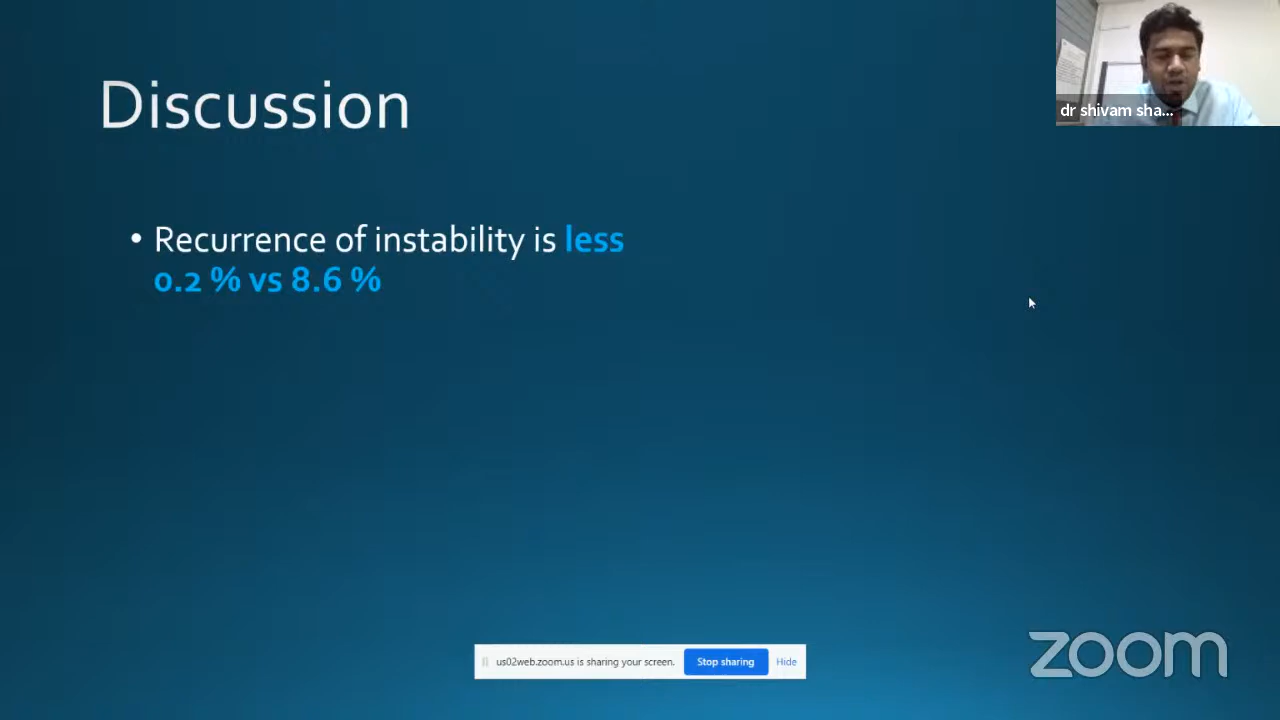 dr shivam sha...
Discussion
• Recurrence of instability is less
0.2 % vs 8.6 %
us02web.zoom.us is sharing your screen. Stop sharing Hide
zoom